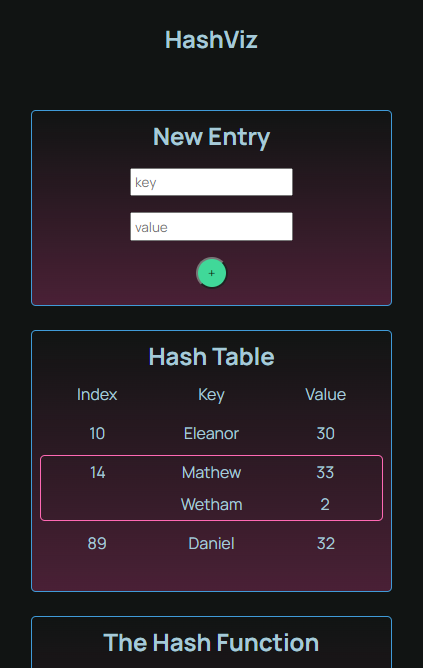 HashViz
New Entry
key
value
+
Hash Table
Index Key Value
10 Eleanor 30
14 Mathew 33
Wetham 2
89 Daniel 32
The Hash Function